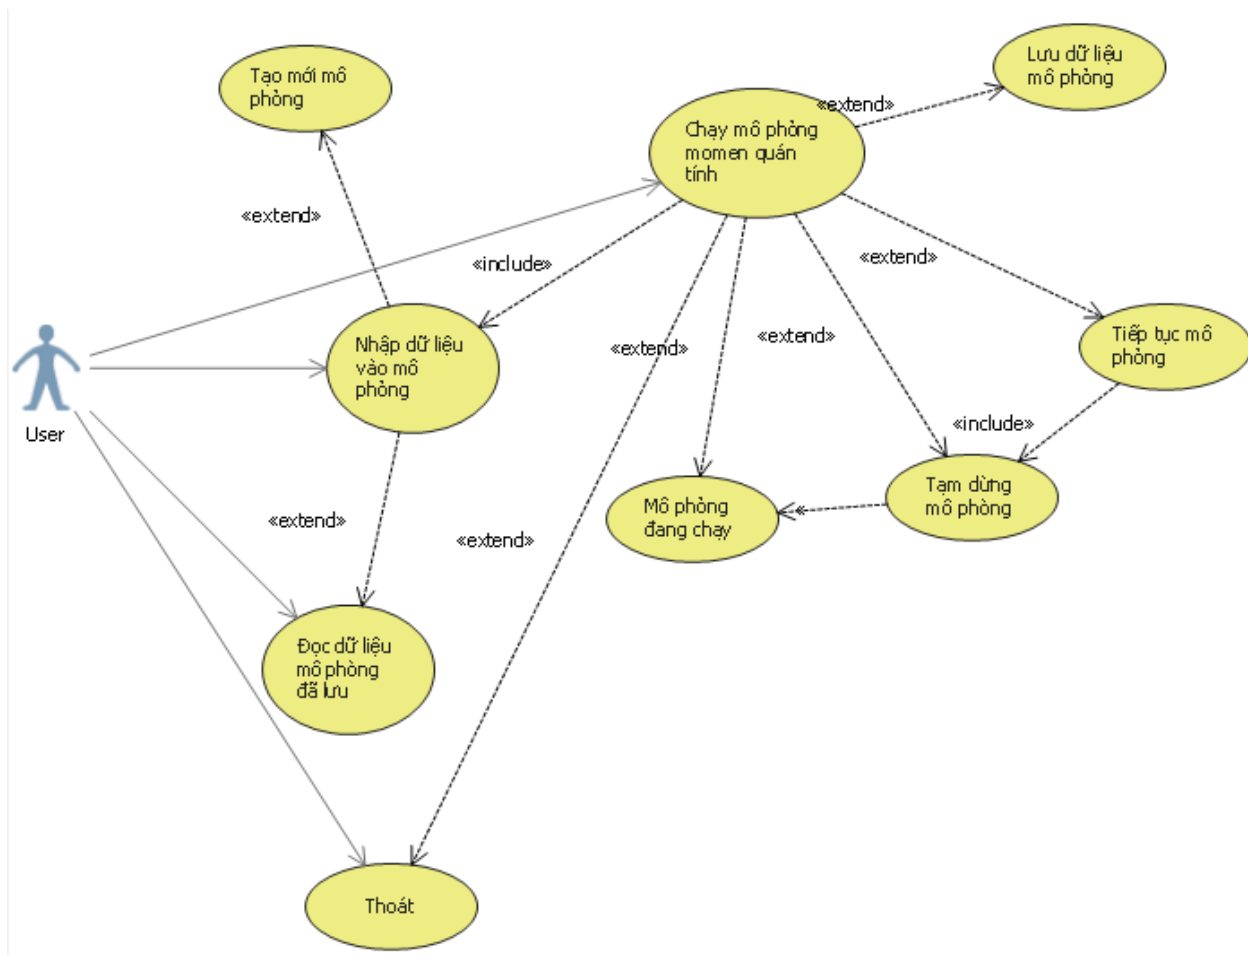 Tạo mới mô
phỏng
Lưu dữ liệu
mô phỏng
«extend»
Chạy mô phỏng
momen quán
tính
«extend»
«include»
«extend»
Nhập dữ liệu
vào mô
phỏng
«extend»
«extend»
Tiếp tục mô
phỏng
User
«include»
Tạm dừng
mô phỏng
Mô phỏng
đang chạy
«
«extend»
«extend»
Đọc dữ liệu
mô phỏng
đã lưu
Thoát